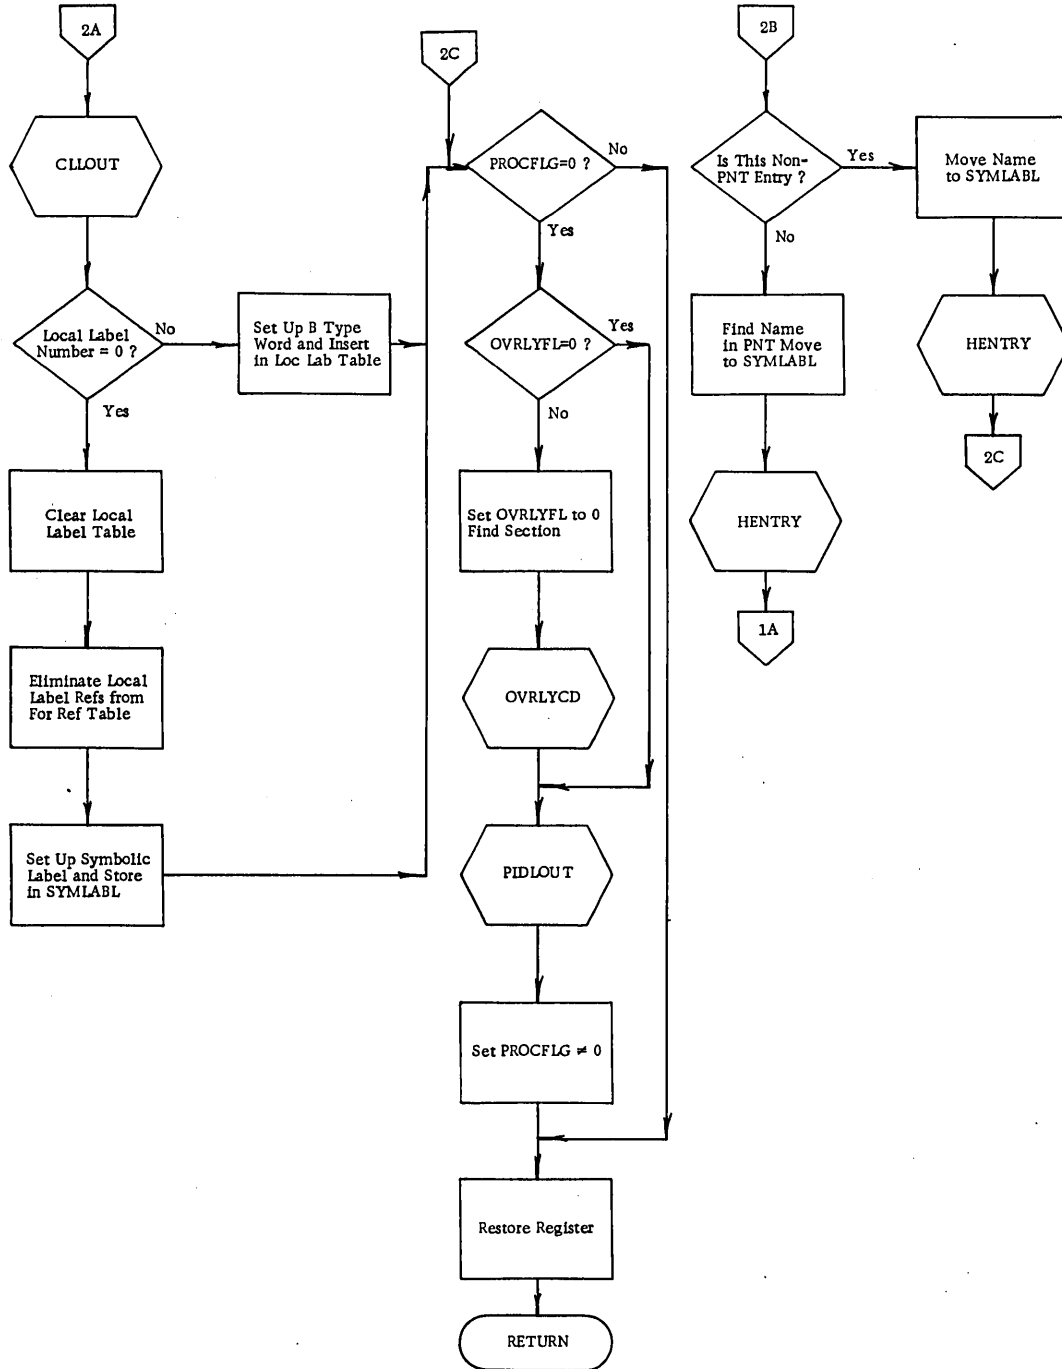 2A
CLLOUT
Local Label
Number = 0 ?
No
Yes
Set Up B Type
Word and Insert
in Loc Lab Table
Clear Local
Label Table
Eliminate Local
Label Refs from
For Ref Table
Set Up Symbolic
Label and Store
in SYMLABL
2C
PROCFLG=0 ?
No
Yes
OVRLYFL=0 ?
Yes
No
Set OVRLYFL to 0
Find Section
OVRLYCD
PIDLOUT
Set PROCFLG ≠ 0
Restore Register
RETURN
2B
Is This Non-
PNT Entry ?
Yes
No
Move Name
to SYMLABL
HENTRY
2C
Find Name
in PNT Move
to SYMLABL
HENTRY
1A